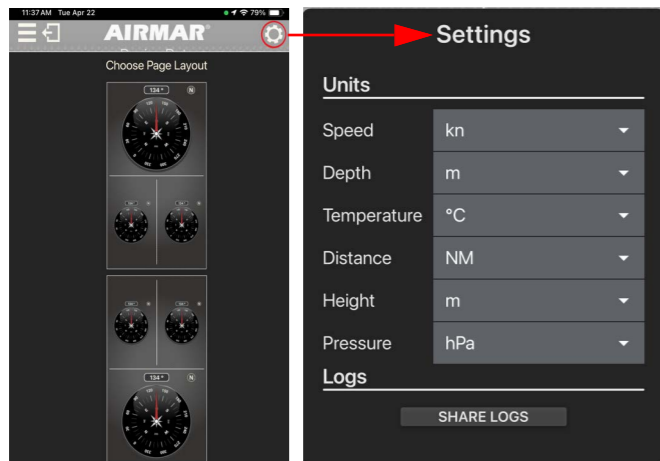 11:37 AM Tue Apr 22
79%
AIRMAR®
Choose Page Layout
134°
N
134°
N
Settings
Units
Speed kn
Depth m
Temperature °C
Distance NM
Height m
Pressure hPa
Logs
SHARE LOGS